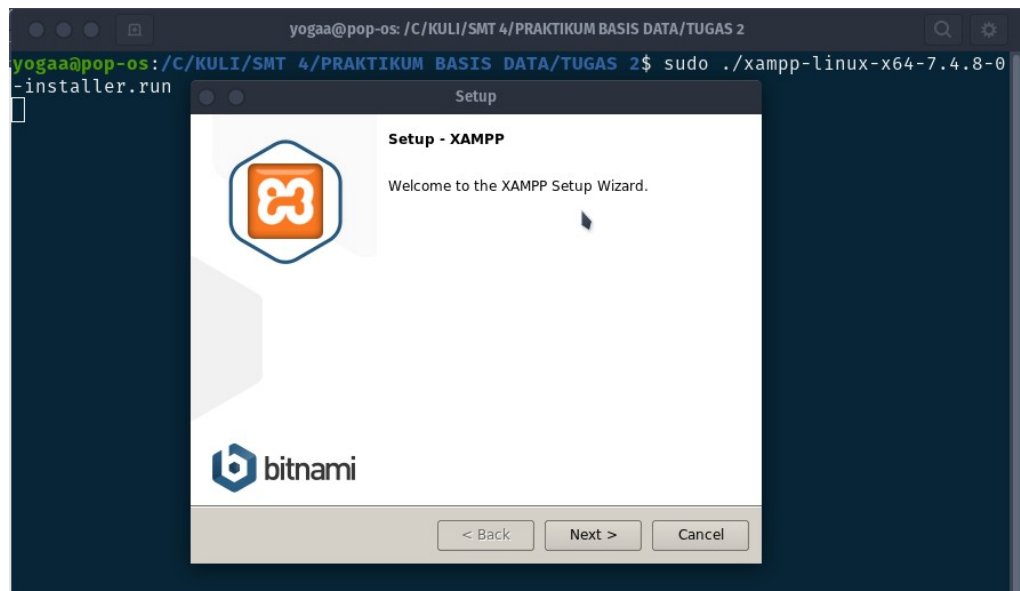 yogaa@pop-os: /C/KULI/SMT 4/PRAKTIKUM BASIS DATA/TUGAS 2
yogaa@pop-os:/C/KULI/SMT 4/PRAKTIKUM BASIS DATA/TUGAS 2$ sudo ./xampp-linux-x64-7.4.8-0
-installer.run
Setup
Setup - XAMPP
Welcome to the XAMPP Setup Wizard.
bitnami
< Back
Next >
Cancel